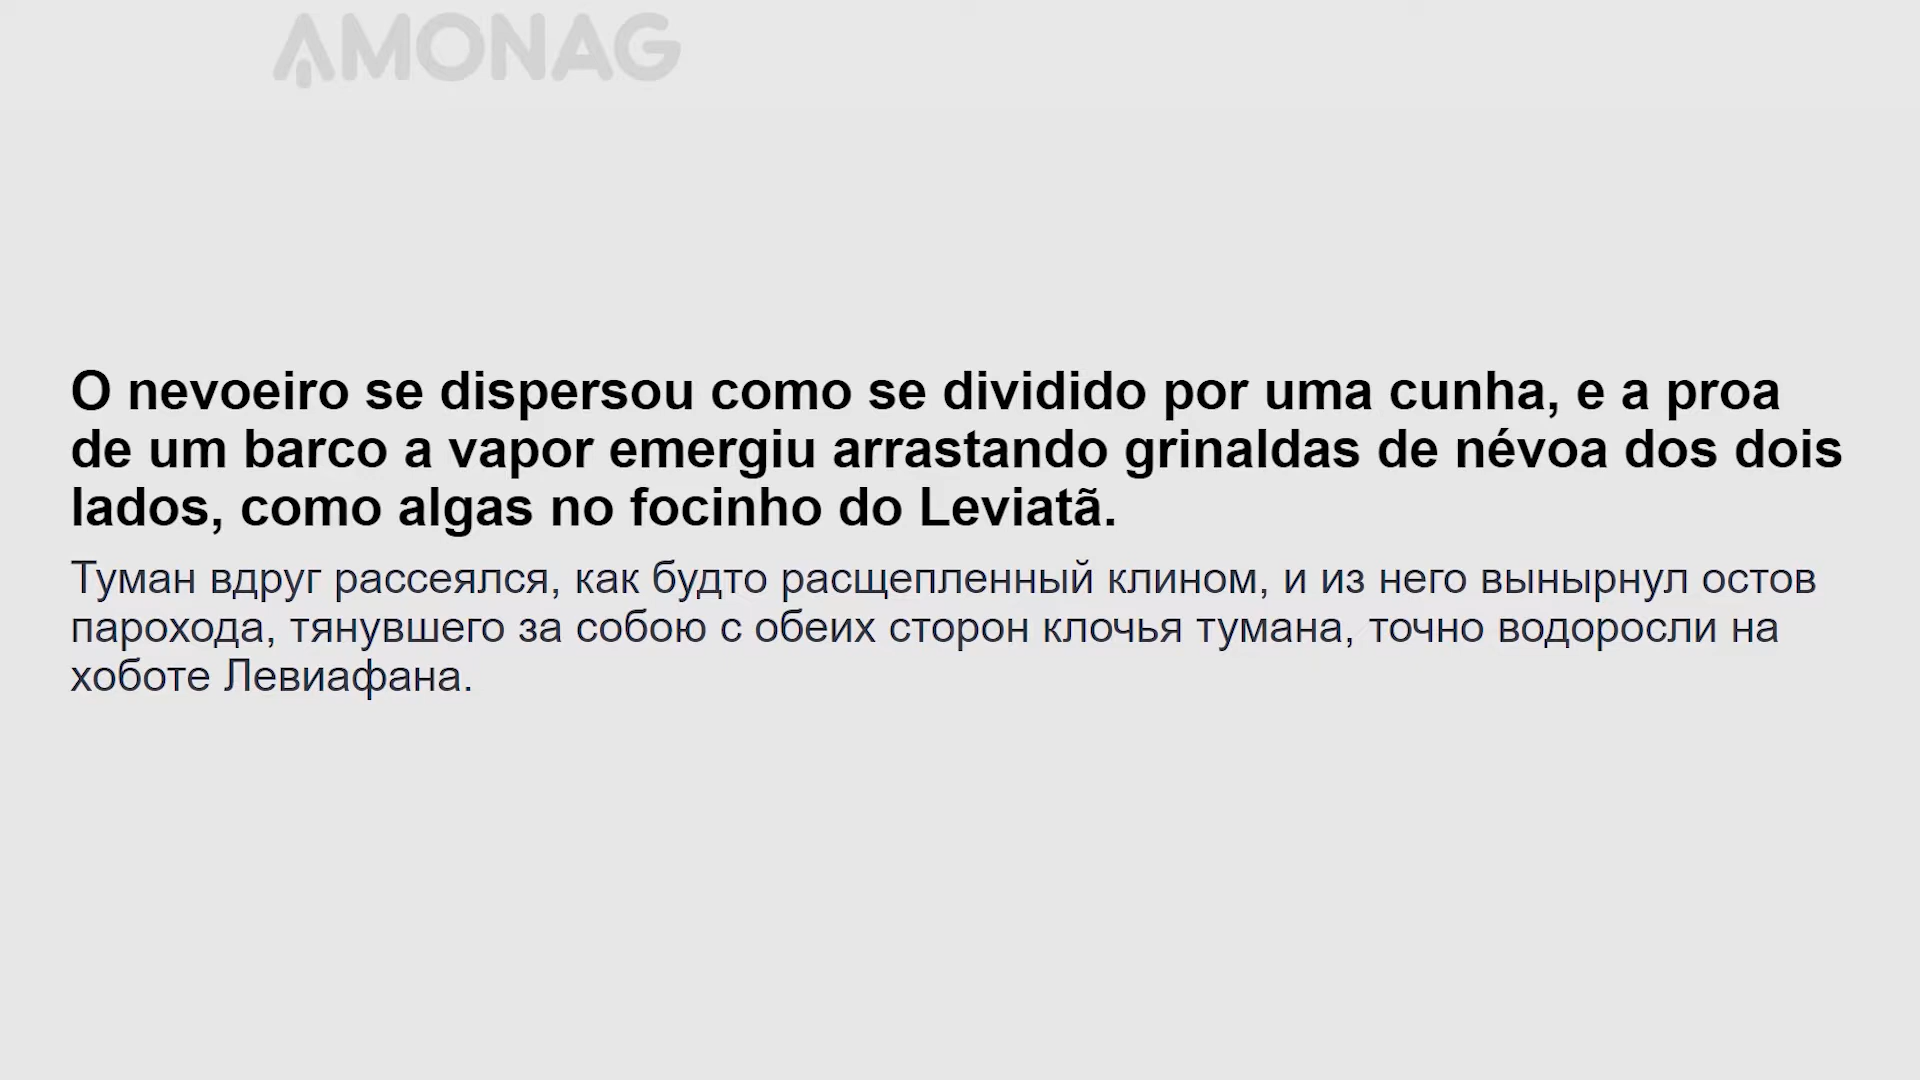 AMONAG
O nevoeiro se dispersou como se dividido por uma cunha, e a proa
de um barco a vapor emergiu arrastando grinaldas de névoa dos dois
lados, como algas no focinho do Leviatã.
Туман вдруг рассеялся, как будто расщепленный клином, и из него вынырнул остов
парохода, тянувшего за собою с обеих сторон клочья тумана, точно водоросли на
хоботе Левиафана.